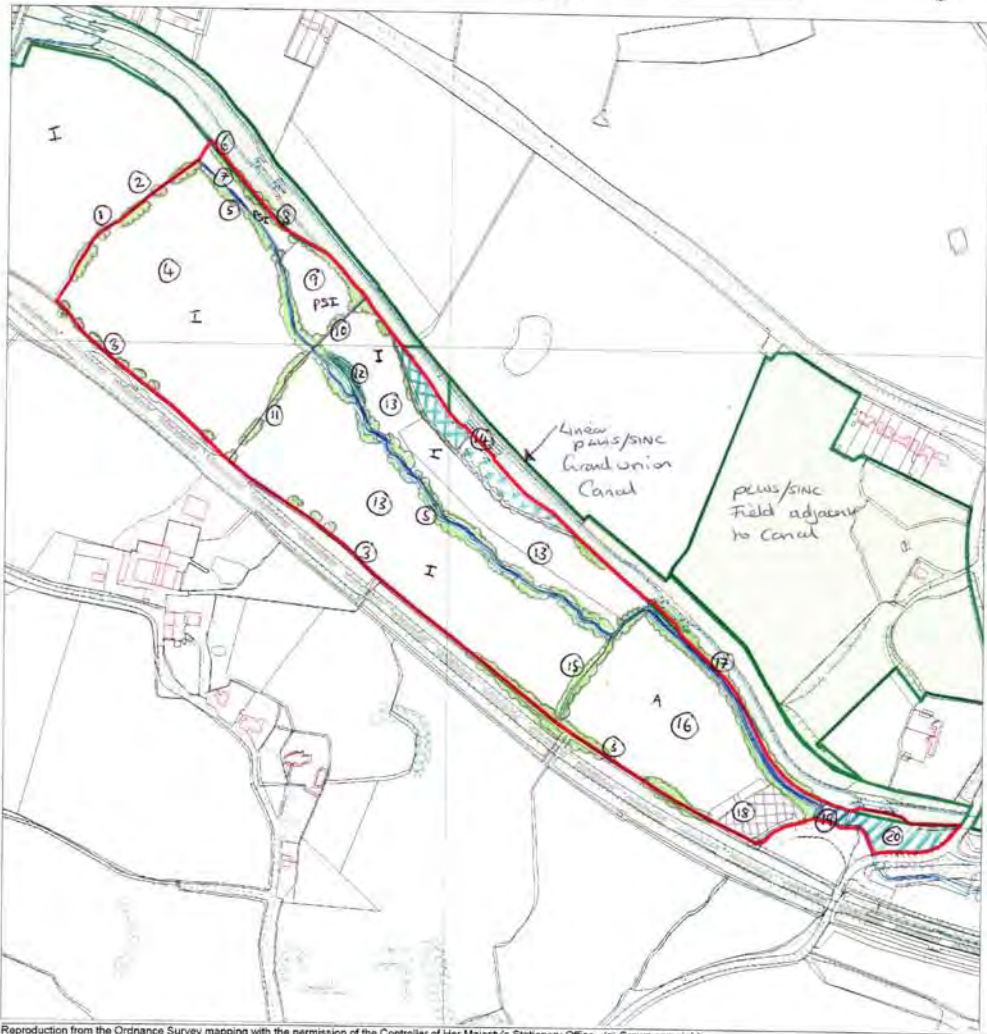 I
6
7
2
1
5
PSI
8
4
9
I
PSI
10
3
I
12
13
11
14
Linear
pLWS/SINC
Grand union
Canal
I
pLWS/SINC
Field adjacent
to Canal
13
5
3
I
13
15
17
A
16
3
18
19
20
Reproduction from the Ordnance Survey mapping with the permission of the Controller of Her Majesty's Stationery Office